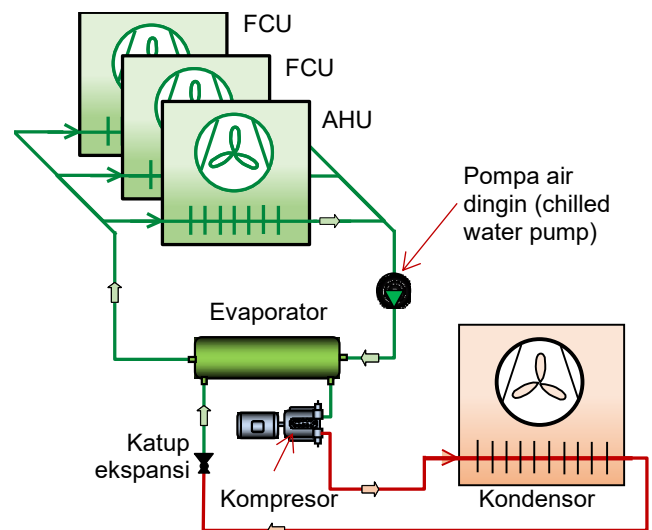 FCU
FCU
AHU
Pompa air
dingin (chilled
water pump)
Evaporator
Katup
ekspansi
Kompresor
Kondensor